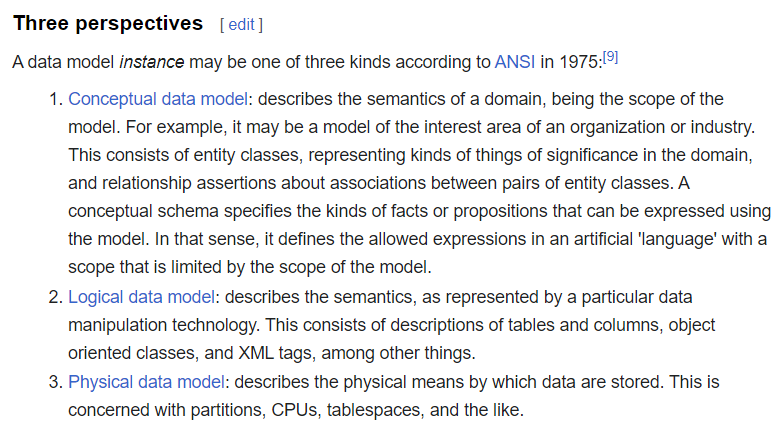 Three perspectives [ edit ]
A data model instance may be one of three kinds according to ANSI in 1975:[9]
1. Conceptual data model: describes the semantics of a domain, being the scope of the
model. For example, it may be a model of the interest area of an organization or industry.
This consists of entity classes, representing kinds of things of significance in the domain,
and relationship assertions about associations between pairs of entity classes. A
conceptual schema specifies the kinds of facts or propositions that can be expressed using
the model. In that sense, it defines the allowed expressions in an artificial 'language' with a
scope that is limited by the scope of the model.
2. Logical data model: describes the semantics, as represented by a particular data
manipulation technology. This consists of descriptions of tables and columns, object
oriented classes, and XML tags, among other things.
3. Physical data model: describes the physical means by which data are stored. This is
concerned with partitions, CPUs, tablespaces, and the like.